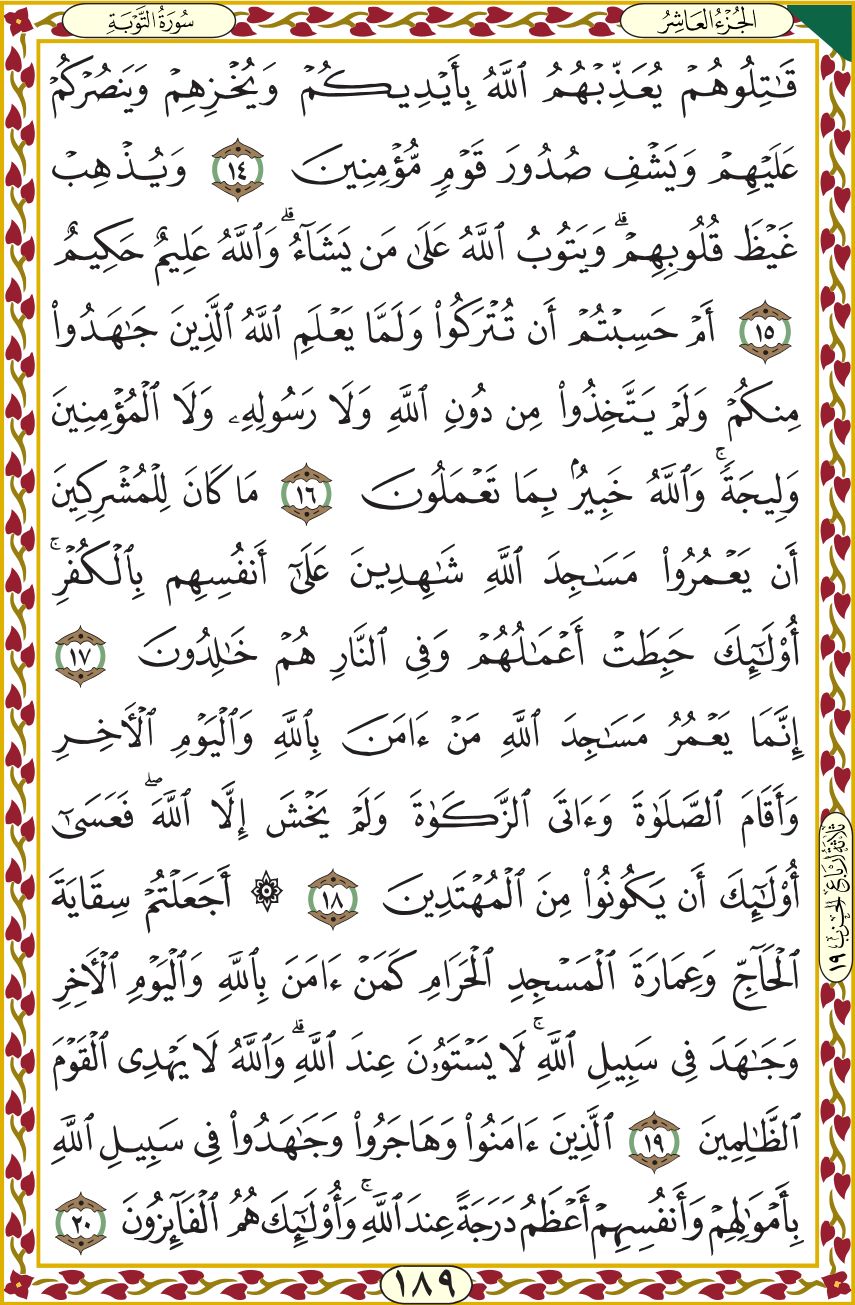 الجُزْءُ العَاشِرُ
سُورَةُ التَّوْبَةِ
قَٰتِلُوهُمْ يُعَذِّبْهُمُ ٱللَّهُ بِأَيْدِيكُمْ وَيُخْزِهِمْ وَيَنصُرْكُمْ
عَلَيْهِمْ وَيَشْفِ صُدُورَ قَوْمٍ مُّؤْمِنِينَ ١٤ وَيُذْهِبْ
غَيْظَ قُلُوبِهِمْۗ وَيَتُوبُ ٱللَّهُ عَلَىٰ مَن يَشَآءُۗ وَٱللَّهُ عَلِيمٌ حَكِيمٌ
١٥ أَمْ حَسِبْتُمْ أَن تُتْرَكُوا۟ وَلَمَّا يَعْلَمِ ٱللَّهُ ٱلَّذِينَ جَٰهَدُوا۟
مِنكُمْ وَلَمْ يَتَّخِذُوا۟ مِن دُونِ ٱللَّهِ وَلَا رَسُولِهِۦ وَلَا ٱلْمُؤْمِنِينَ
وَلِيجَةًۚ وَٱللَّهُ خَبِيرٌۢ بِمَا تَعْمَلُونَ ١٦ مَا كَانَ لِلْمُشْرِكِينَ
أَن يَعْمُرُوا۟ مَسَٰجِدَ ٱللَّهِ شَٰهِدِينَ عَلَىٰٓ أَنفُسِهِم بِٱلْكُفْرِۚ
أُو۟لَٰٓئِكَ حَبِطَتْ أَعْمَٰلُهُمْ وَفِى ٱلنَّارِ هُمْ خَٰلِدُونَ ١٧
إِنَّمَا يَعْمُرُ مَسَٰجِدَ ٱللَّهِ مَنْ ءَامَنَ بِٱللَّهِ وَٱلْيَوْمِ ٱلْأَخِرِ
وَأَقَامَ ٱلصَّلَوٰةَ وَءَاتَى ٱلزَّكَوٰةَ وَلَمْ يَخْشَ إِلَّا ٱللَّهَۖ فَعَسَىٰٓ
أُو۟لَٰٓئِكَ أَن يَكُونُوا۟ مِنَ ٱلْمُهْتَدِينَ ١٨ ۞ أَجَعَلْتُمْ سِقَايَةَ
ٱلْحَآجِّ وَعِمَارَةَ ٱلْمَسْجِدِ ٱلْحَرَامِ كَمَنْ ءَامَنَ بِٱللَّهِ وَٱلْيَوْمِ ٱلْأَخِرِ
وَجَٰهَدَ فِى سَبِيلِ ٱللَّهِۚ لَا يَسْتَوُۥنَ عِندَ ٱللَّهِۗ وَٱللَّهُ لَا يَهْدِى ٱلْقَوْمَ
ٱلظَّٰلِمِينَ ١٩ ٱلَّذِينَ ءَامَنُوا۟ وَهَاجَرُوا۟ وَجَٰهَدُوا۟ فِى سَبِيلِ ٱللَّهِ
بِأَمْوَٰلِهِمْ وَأَنفُسِهِمْ أَعْظَمُ دَرَجَةً عِندَ ٱللَّهِۚ وَأُو۟لَٰٓئِكَ هُمُ ٱلْفَآئِزُونَ ٢٠
ثلاثة أرباع الحزب ١٩
١٨٩